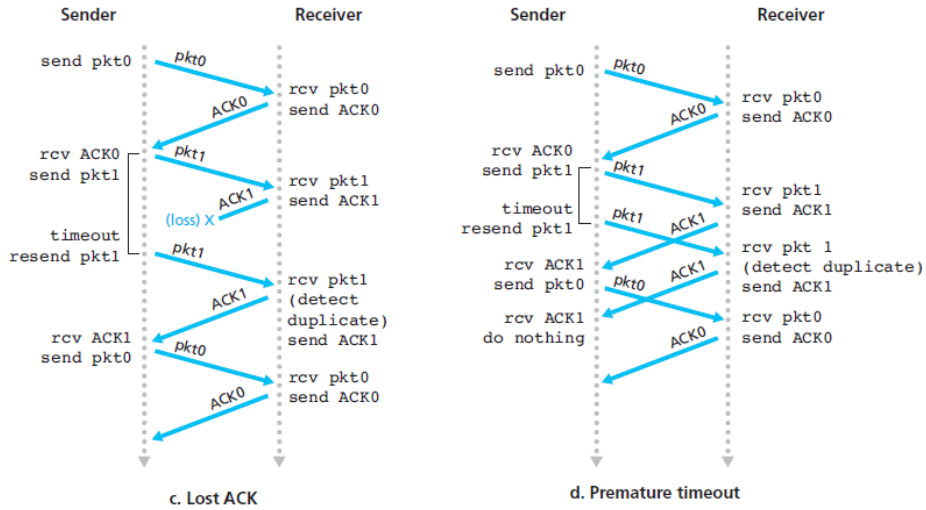 Sender
Receiver
send pkt0
pkt0
rcv pkt0
send ACK0
ACK0
rcv ACK0
send pkt1
pkt1
rcv pkt1
send ACK1
ACK1
(loss) X
timeout
resend pkt1
pkt1
rcv pkt1
(detect
duplicate)
send ACK1
ACK1
rcv ACK1
send pkt0
pkt0
rcv pkt0
send ACK0
ACK0
c. Lost ACK
Sender
Receiver
send pkt0
pkt0
rcv pkt0
send ACK0
ACK0
rcv ACK0
send pkt1
pkt1
rcv pkt1
send ACK1
timeout
resend pkt1
pkt1
ACK1
rcv pkt 1
(detect duplicate)
send ACK1
rcv ACK1
send pkt0
pkt0
ACK1
rcv pkt0
send ACK0
rcv ACK1
do nothing
ACK0
d. Premature timeout